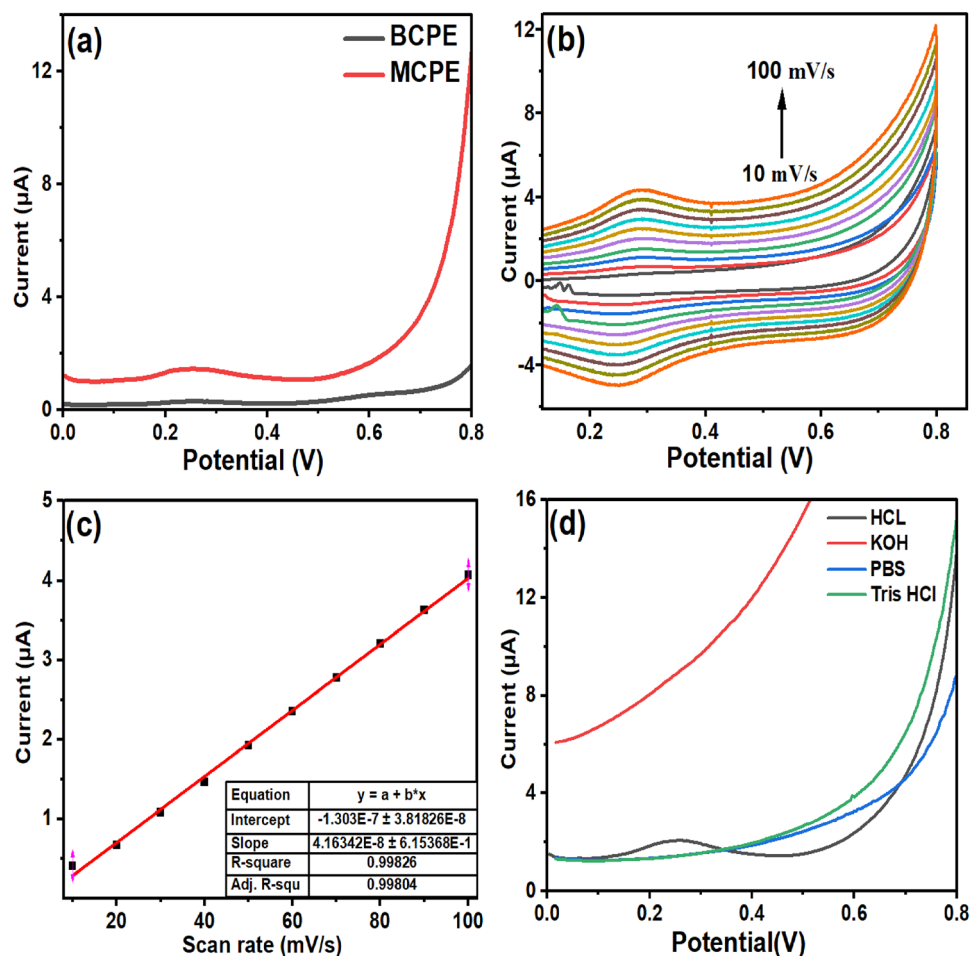 (a)
BCPE
MCPE
12
8
4
0
0.0 0.2 0.4 0.6 0.8
Potential (V)
Current (µA)
(b)
100 mV/s
10 mV/s
12
8
4
0
-4
0.2 0.4 0.6 0.8
Potential (V)
Current (µA)
(c)
5
4
3
2
1
20 40 60 80 100
Scan rate (mV/s)
Current (µA)
Equation y = a + b*x
Intercept -1.303E-7 ± 3.81826E-8
Slope 4.16342E-8 ± 6.15368E-1
R-square 0.99826
Adj. R-squ 0.99804
(d)
HCL
KOH
PBS
Tris HCl
16
12
8
4
0
0.0 0.2 0.4 0.6 0.8
Potential(V)
Current (µA)